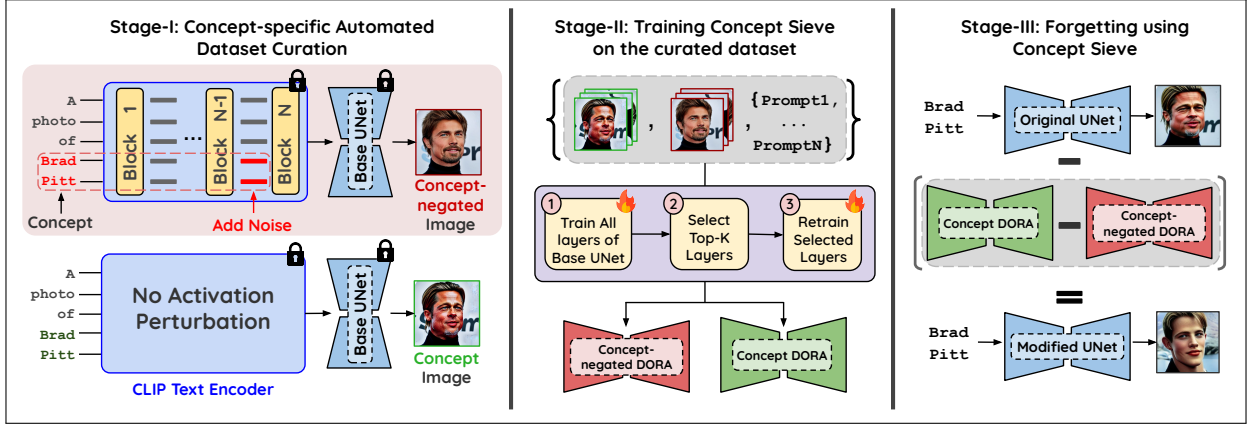 Stage-I: Concept-specific Automated
Dataset Curation
A
photo
of
Brad
Pitt
Block 1
...
Block N-1
Block N
Base UNet
Concept
Add Noise
Concept-
negated
Image
A
photo
of
Brad
Pitt
No Activation
Perturbation
CLIP Text Encoder
Base UNet
Concept
Image
Stage-II: Training Concept Sieve
on the curated dataset
{ , , {Prompt1,
...
PromptN} }
1
Train All
layers of
Base UNet
2
Select
Top-K
Layers
3
Retrain
Selected
Layers
Concept-
negated DORA
Concept DORA
Stage-III: Forgetting using
Concept Sieve
Brad
Pitt
Original UNet
Concept DORA
Concept-
negated DORA
Brad
Pitt
Modified UNet